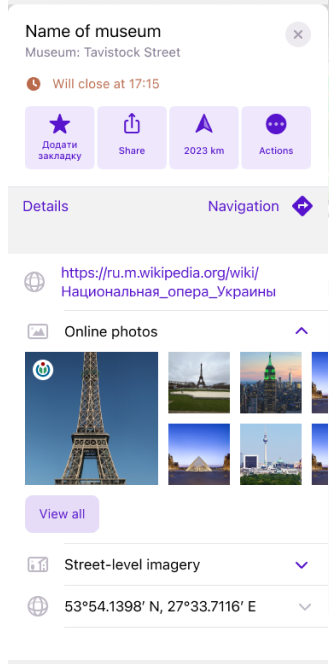 Name of museum
Museum: Tavistock Street
Will close at 17:15
Додати
закладку
Share
2023 km
Actions
Details
Navigation
https://ru.m.wikipedia.org/wiki/
Национальная_опера_Украины
Online photos
View all
Street-level imagery
53°54.1398′ N, 27°33.7116′ E